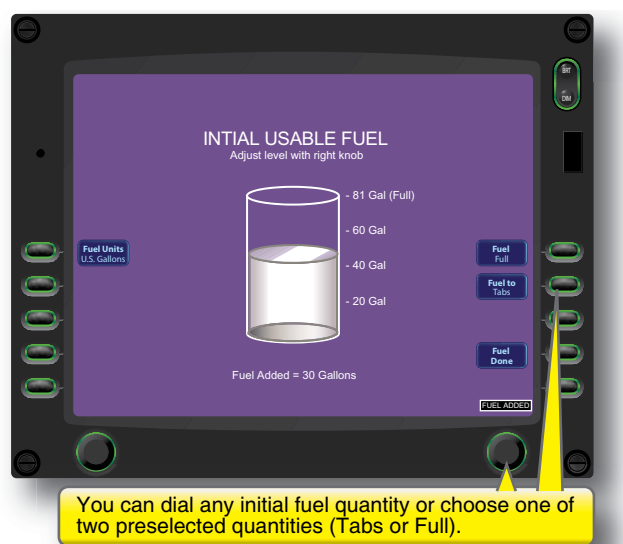 BRT
DIM
INTIAL USABLE FUEL
Adjust level with right knob
- 81 Gal (Full)
- 60 Gal
- 40 Gal
- 20 Gal
Fuel Units
U.S. Gallons
Fuel
Full
Fuel to
Tabs
Fuel
Done
Fuel Added = 30 Gallons
FUEL ADDED
You can dial any initial fuel quantity or choose one of
two preselected quantities (Tabs or Full).